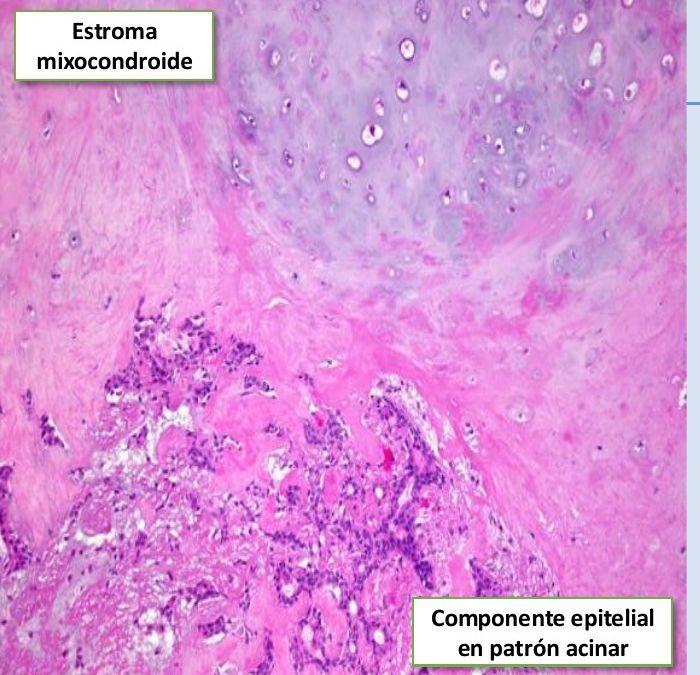 Estroma
mixocondroide
Componente epitelial
en patrón acinar